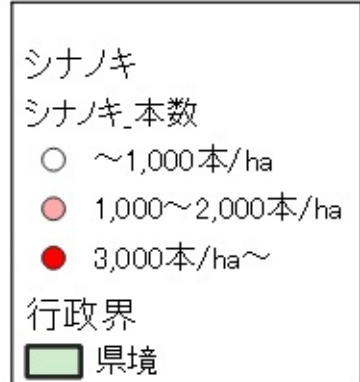 シナノキ
シナノキ_本数
～1,000本/ha
1,000～2,000本/ha
3,000本/ha～
行政界
県境